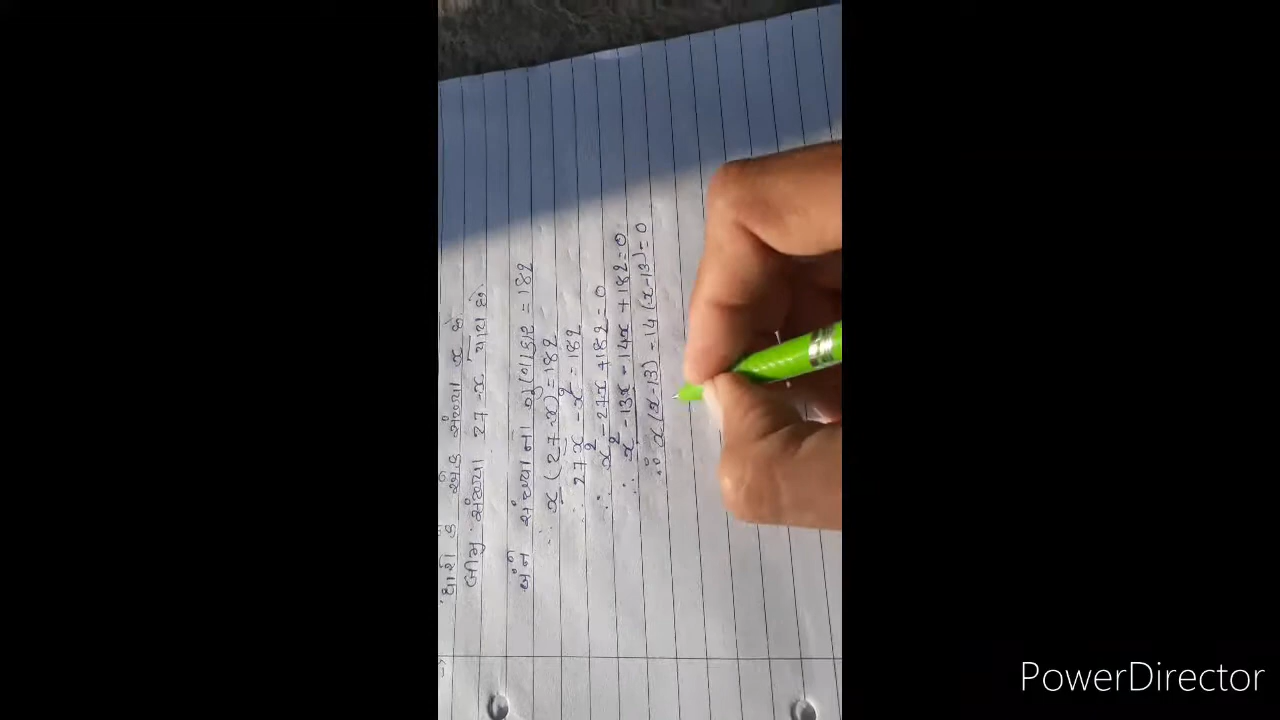 ધારો કે એક સંખ્યા x છે
બીજી સંખ્યા 27 - x થાય છે.
બંને સંખ્યાના ગુણાકાર = 182
∴ x (27-x) = 182
∴ 27x - x² = 182
∴ x² - 27x + 182 = 0
∴ x² - 13x - 14x + 182 = 0
∴ x (x-13) - 14 (x-13) = 0
PowerDirector